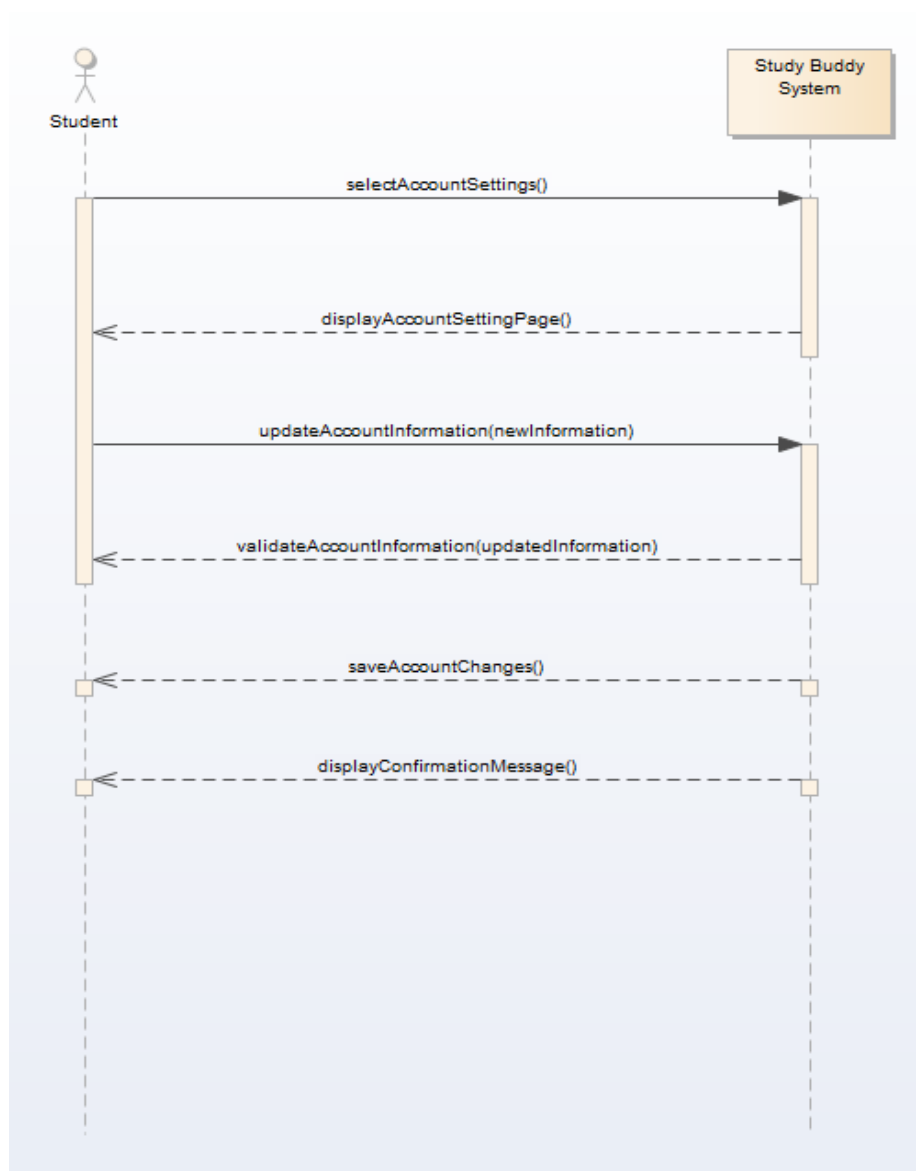 Study Buddy
System
Student
selectAccountSettings()
displayAccountSettingPage()
updateAccountInformation(newInformation)
validateAccountInformation(updatedInformation)
saveAccountChanges()
displayConfirmationMessage()